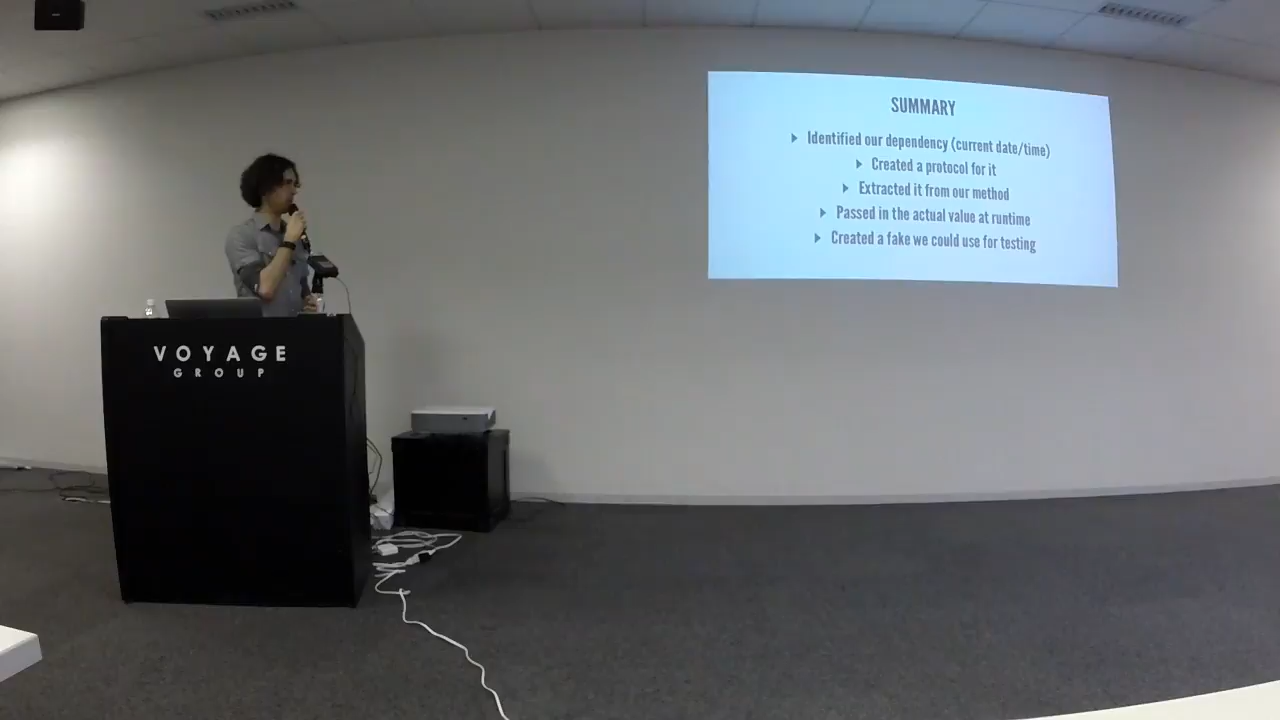 SUMMARY
Identified our dependency (current date/time)
Created a protocol for it
Extracted it from our method
Passed in the actual value at runtime
Created a fake we could use for testing
VOYAGE
GROUP